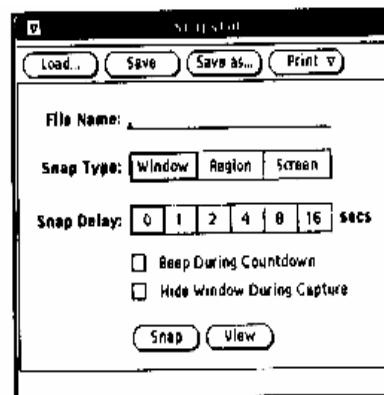 Load... Save Save as... Print
File Name:
Snap Type: Window Region Screen
Snap Delay: 0 1 2 4 8 16 secs
Beep During Countdown
Hide Window During Capture
Snap View